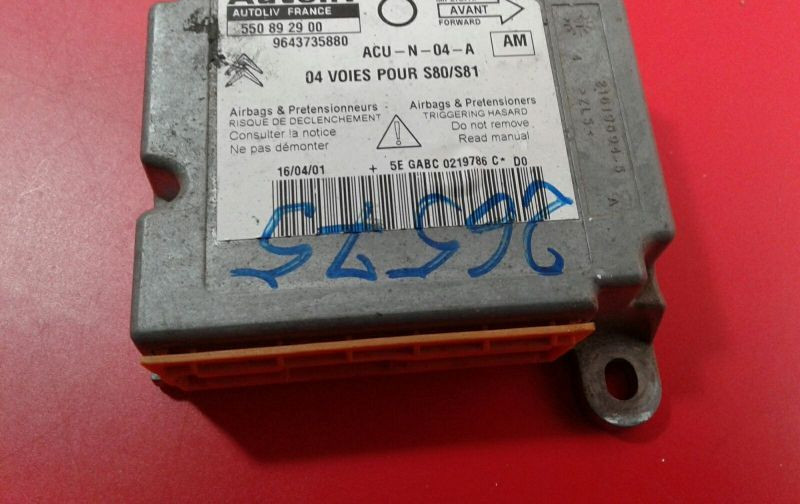 Autoliv
AUTOLIV FRANCE
550 89 29 00
9643735880
AVANT
FORWARD
ACU-N-04-A
AM
04 VOIES POUR S80/S81
Airbags & Pretensionneurs
RISQUE DE DECLENCHEMENT
Consulter la notice
Ne pas démonter
Airbags & Pretensioners
TRIGGERING HASARD
Do not remove
Read manual
16/04/01 + 5E GABC 0219786 C* D0
26575